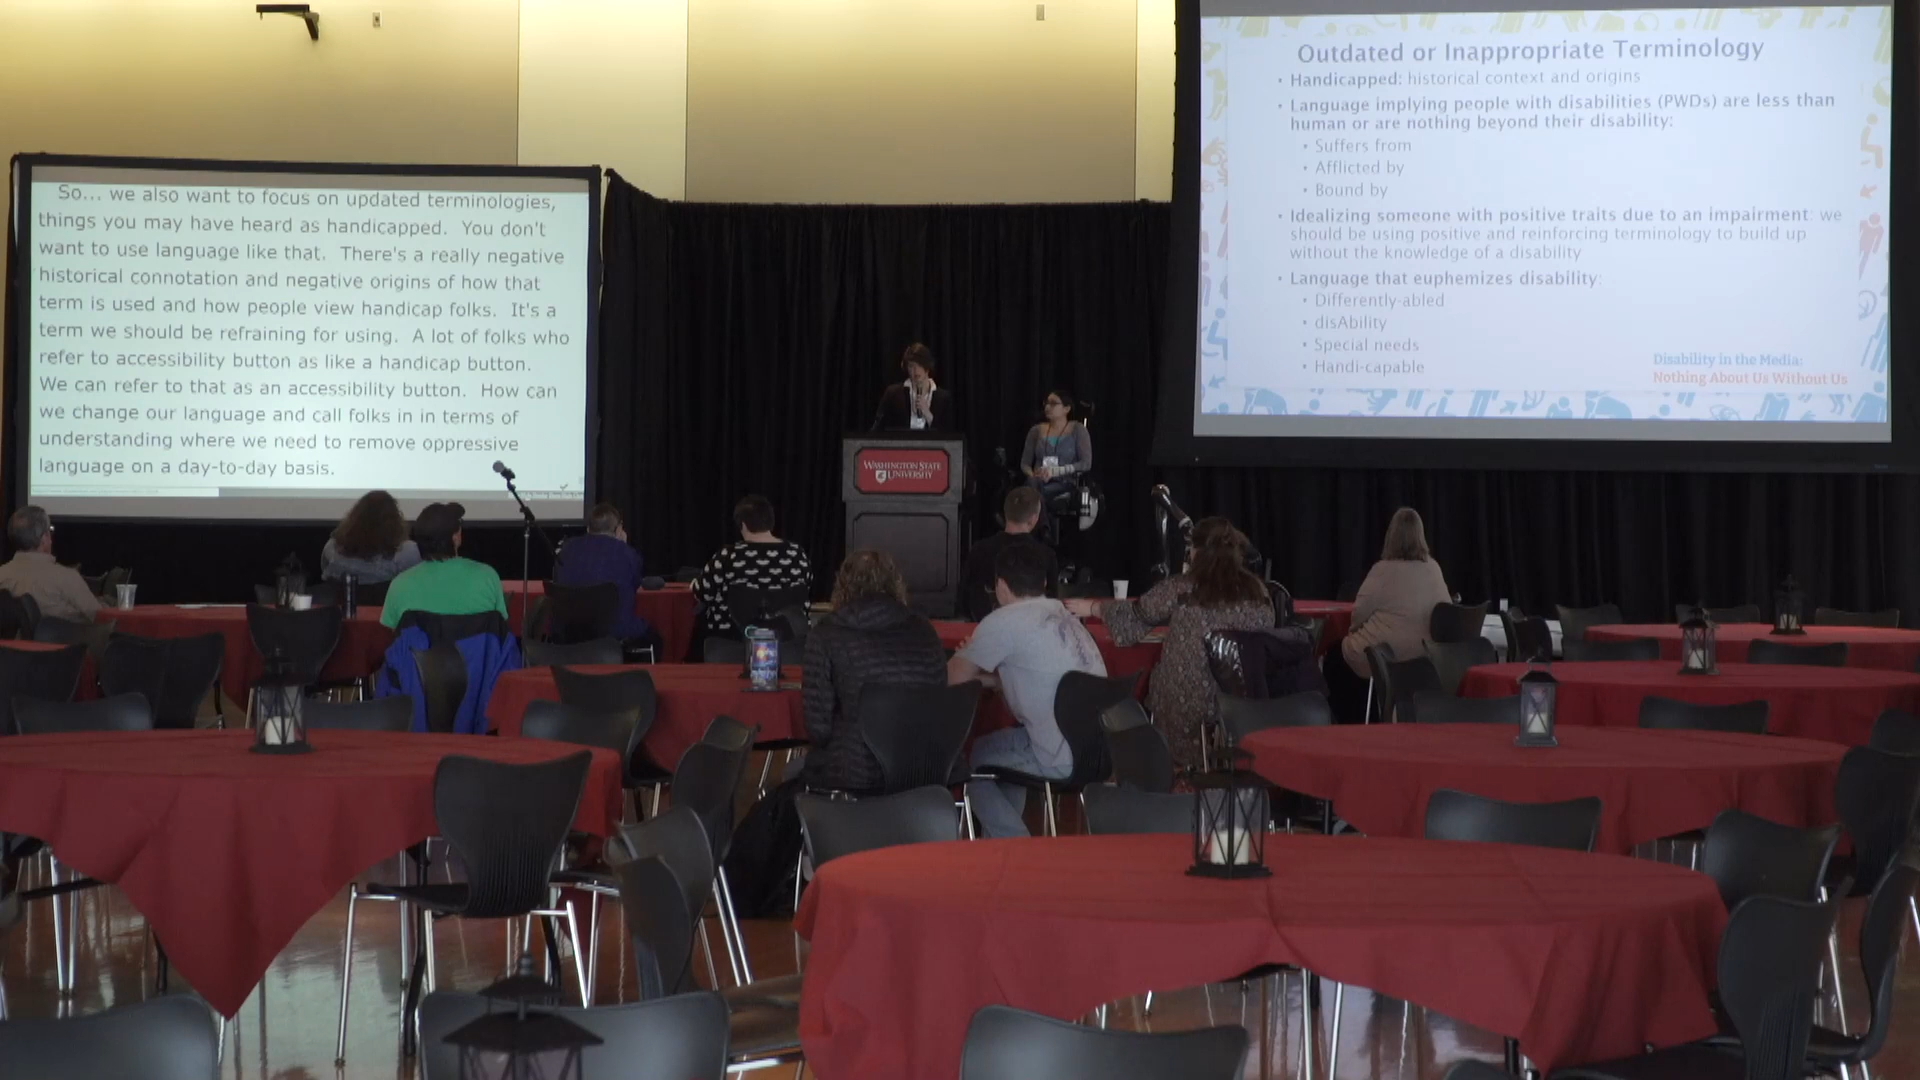 So... we also want to focus on updated terminologies,
things you may have heard as handicapped. You don't
want to use language like that. There's a really negative
historical connotation and negative origins of how that
term is used and how people view handicap folks. It's a
term we should be refraining for using. A lot of folks who
refer to accessibility button as like a handicap button.
We can refer to that as an accessibility button. How can
we change our language and call folks in in terms of
understanding where we need to remove oppressive
language on a day-to-day basis.
WASHINGTON STATE
UNIVERSITY
Outdated or Inappropriate Terminology
• Handicapped: historical context and origins
• Language implying people with disabilities (PWDs) are less than
human or are nothing beyond their disability:
• Suffers from
• Afflicted by
• Bound by
• Idealizing someone with positive traits due to an impairment: we
should be using positive and reinforcing terminology to build up
without the knowledge of a disability
• Language that euphemizes disability:
• Differently-abled
• disAbility
• Special needs
• Handi-capable
Disability in the Media:
Nothing About Us Without Us